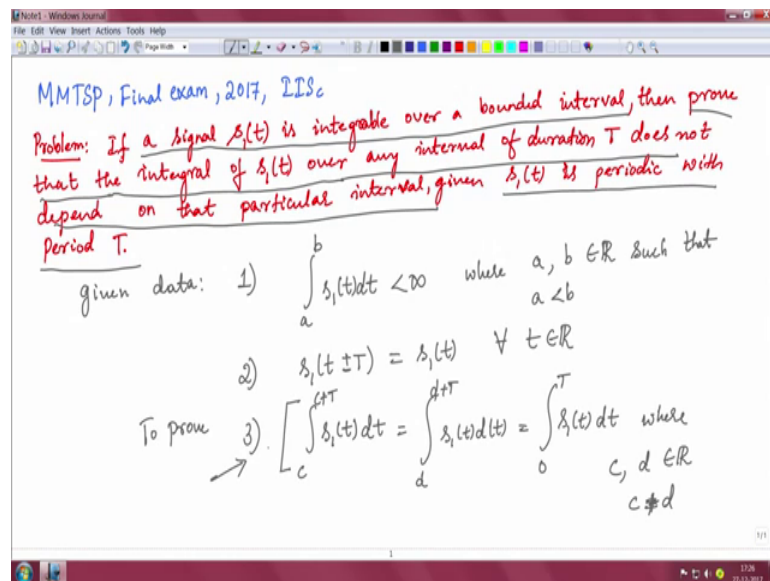 Note1 - Windows Journal
File Edit View Insert Actions Tools Help
Page Width
MMTSP, Final exam, 2017, IISc
Problem: If a signal s₁(t) is integrable over a bounded interval, then prove
that the integral of s₁(t) over any interval of duration T does not
depend on that particular interval, given s₁(t) is periodic with
Period T.
given data: 1) ∫_a^b s₁(t)dt < ∞ where a, b ∈ ℝ such that
a < b
2) s₁(t ± T) = s₁(t) ∀ t ∈ ℝ
To prove 3). [ ∫_c^{c+T} s₁(t)dt = ∫_d^{d+T} s₁(t)d(t) = ∫_0^T s₁(t)dt where
c, d ∈ ℝ
c ≠ d
1/1
1
17:26